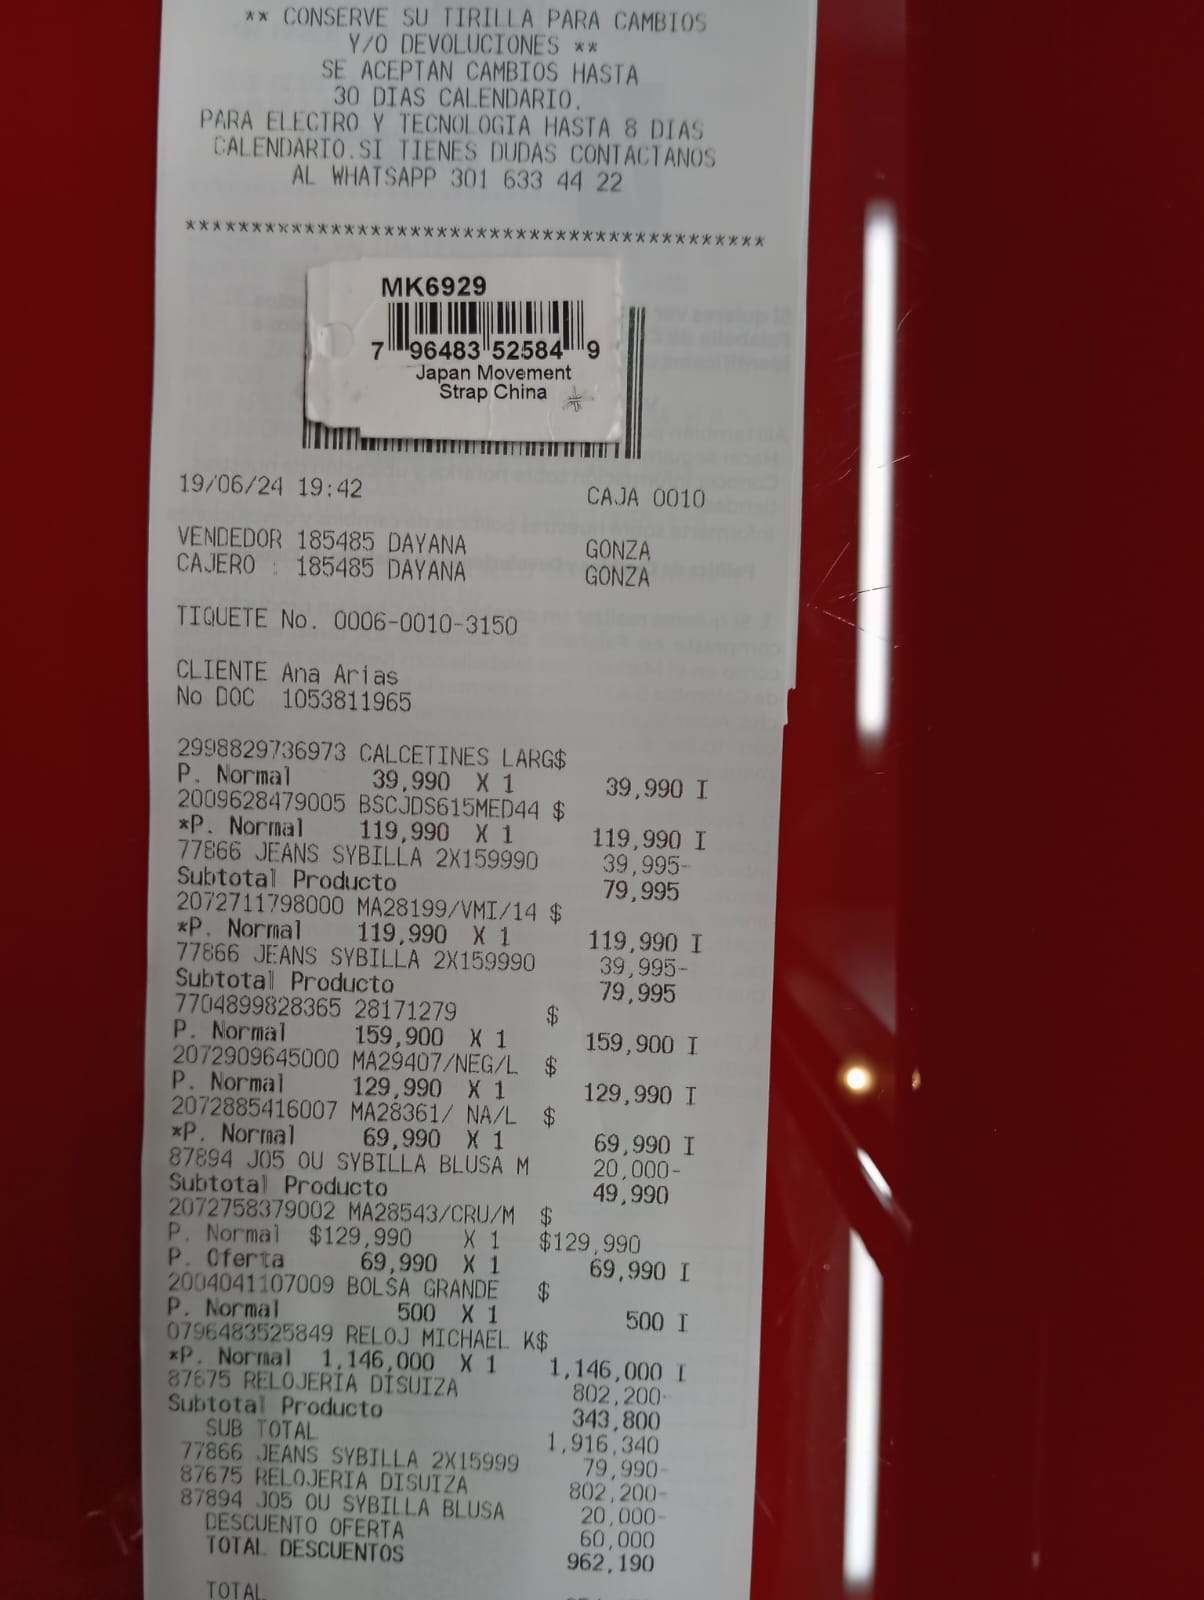 ** CONSERVE SU TIRILLA PARA CAMBIOS
Y/O DEVOLUCIONES **
SE ACEPTAN CAMBIOS HASTA
30 DIAS CALENDARIO.
PARA ELECTRO Y TECNOLOGIA HASTA 8 DIAS
CALENDARIO.SI TIENES DUDAS CONTACTANOS
AL WHATSAPP 301 633 44 22
********************************************
MK6929
7 96483 52584 9
Japan Movement
Strap China
19/06/24 19:42 CAJA 0010
VENDEDOR 185485 DAYANA GONZA
CAJERO : 185485 DAYANA GONZA
TIQUETE No. 0006-0010-3150
CLIENTE Ana Arias
No DOC 1053811965
2998829736973 CALCETINES LARG$
P. Normal 39,990 X 1 39,990 I
2009628479005 BSCJDS615MED44 $
*P. Normal 119,990 X 1 119,990 I
77866 JEANS SYBILLA 2X159990 39,995-
Subtotal Producto 79,995
2072711798000 MA28199/VMI/14 $
*P. Normal 119,990 X 1 119,990 I
77866 JEANS SYBILLA 2X159990 39,995-
Subtotal Producto 79,995
7704899828365 28171279 $
P. Normal 159,900 X 1 159,900 I
2072909645000 MA29407/NEG/L $
P. Normal 129,990 X 1 129,990 I
2072885416007 MA28361/ NA/L $
*P. Normal 69,990 X 1 69,990 I
87894 J05 OU SYBILLA BLUSA M 20,000-
Subtotal Producto 49,990
2072758379002 MA28543/CRU/M $
P. Normal $129,990 X 1 $129,990
P. Oferta 69,990 X 1 69,990 I
2004041107009 BOLSA GRANDE $
P. Normal 500 X 1 500 I
0796483525849 RELOJ MICHAEL K$
*P. Normal 1,146,000 X 1 1,146,000 I
87675 RELOJERIA DISUIZA 802,200-
Subtotal Producto 343,800
SUB TOTAL 1,916,340
77866 JEANS SYBILLA 2X15999 79,990-
87675 RELOJERIA DISUIZA 802,200-
87894 J05 OU SYBILLA BLUSA 20,000-
DESCUENTO OFERTA 60,000
TOTAL DESCUENTOS 962,190
TOTAL